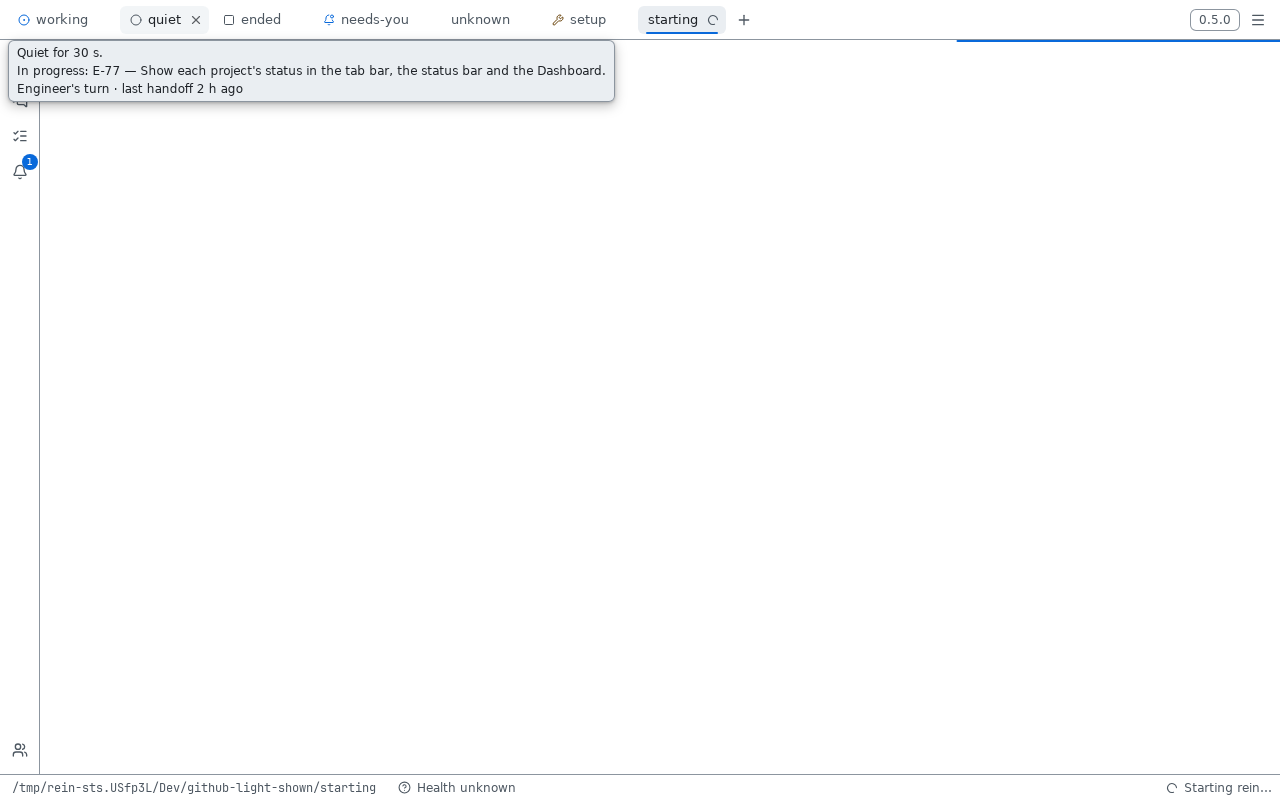 working
quiet
ended
needs-you
unknown
setup
starting
0.5.0
Quiet for 30 s.
In progress: E-77 — Show each project's status in the tab bar, the status bar and the Dashboard.
Engineer's turn · last handoff 2 h ago
1
/tmp/rein-sts.USfp3L/Dev/github-light-shown/starting
Health unknown
Starting rein…